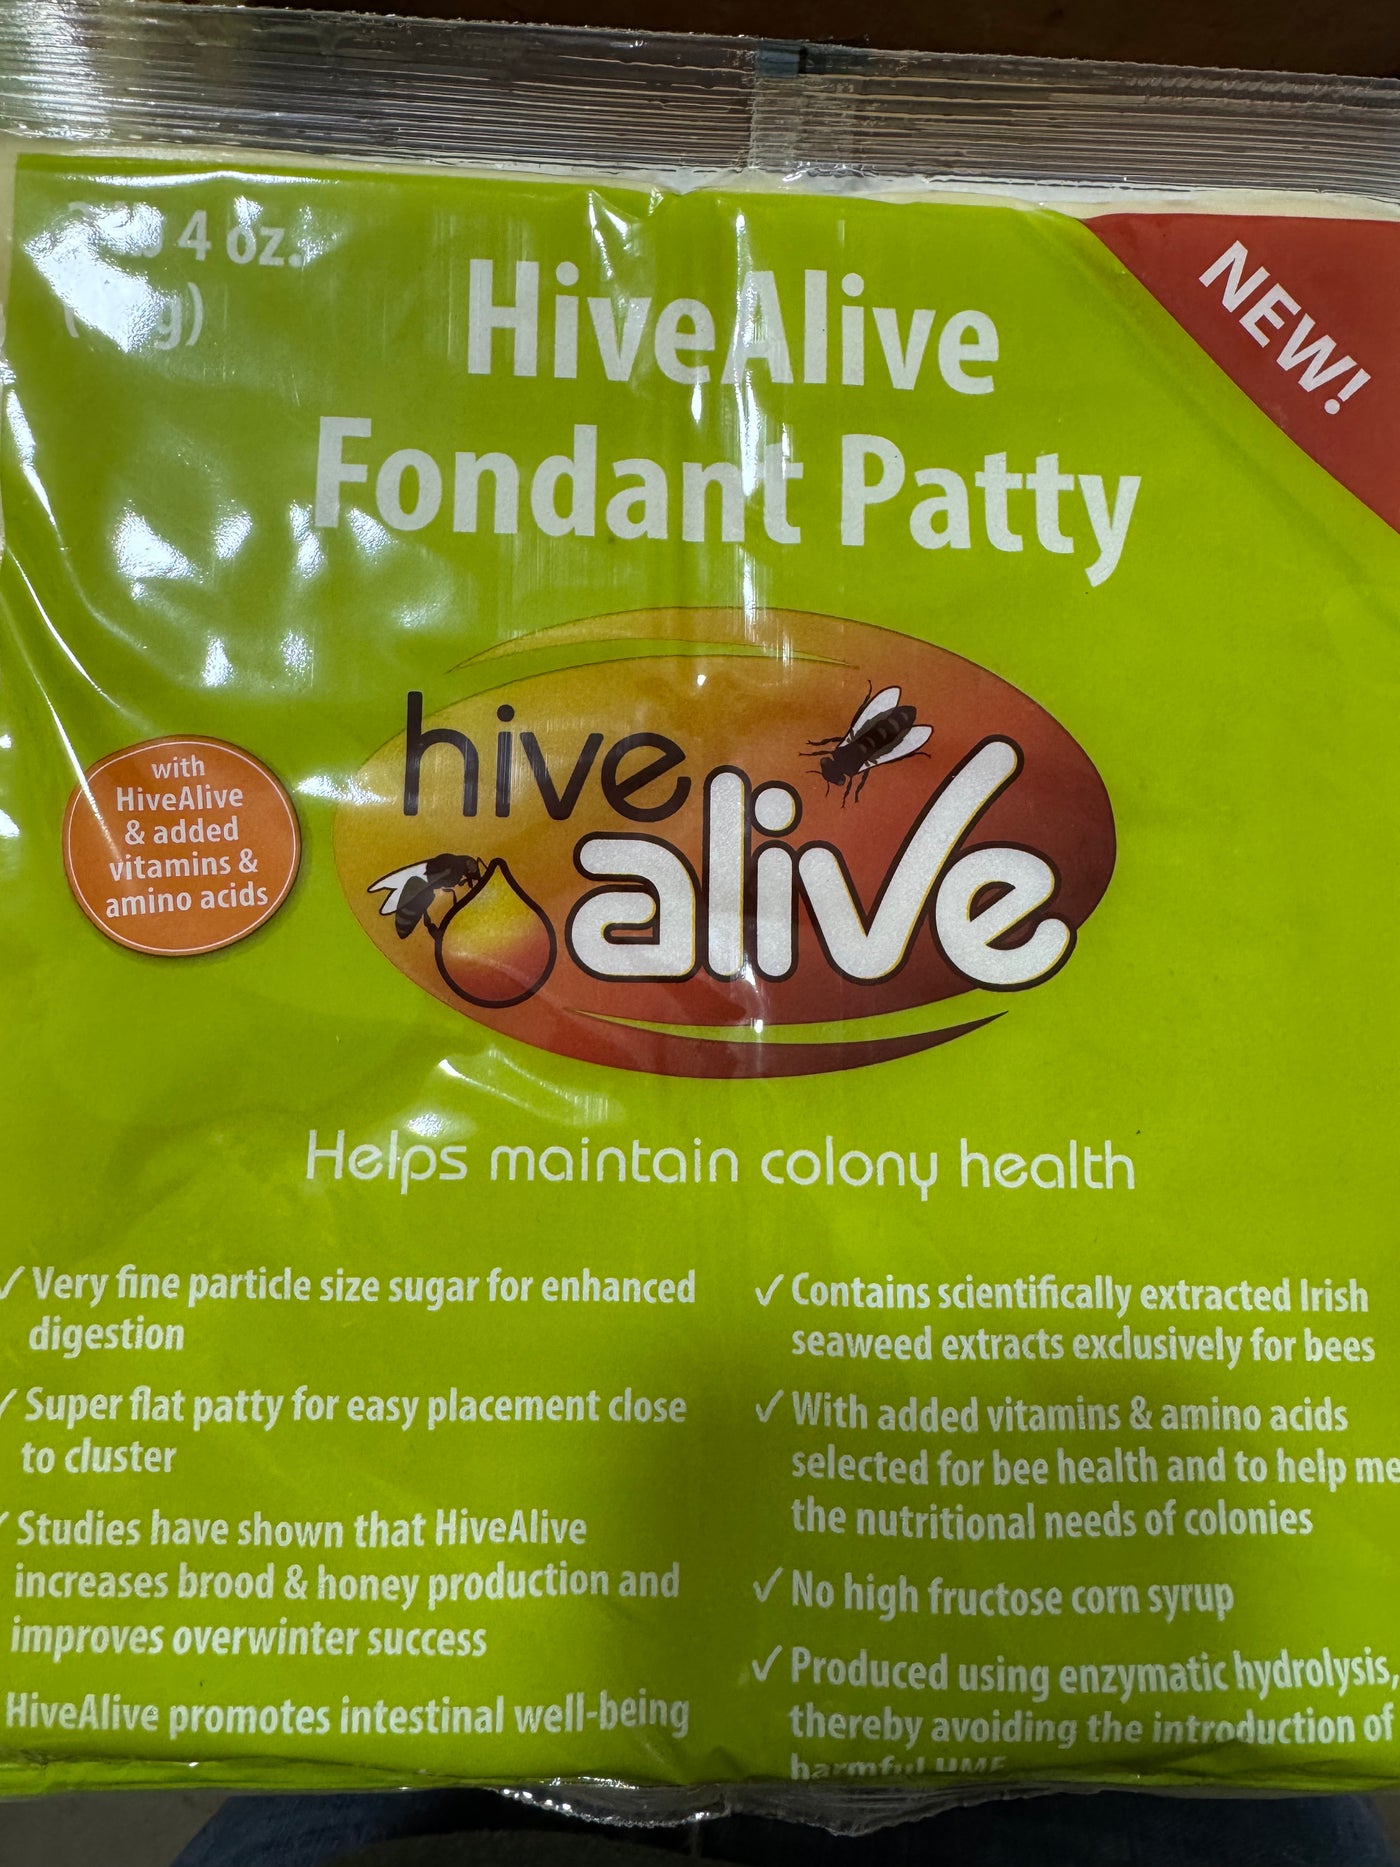 4 oz.
HiveAlive
Fondant Patty
NEW!
with
HiveAlive
& added
vitamins &
amino acids
hive
alive
Helps maintain colony health
✓ Very fine particle size sugar for enhanced
digestion
✓ Super flat patty for easy placement close
to cluster
✓ Studies have shown that HiveAlive
increases brood & honey production and
improves overwinter success
HiveAlive promotes intestinal well-being
✓ Contains scientifically extracted Irish
seaweed extracts exclusively for bees
✓ With added vitamins & amino acids
selected for bee health and to help
the nutritional needs of colonies
✓ No high fructose corn syrup
✓ Produced using enzymatic hydrolysis,
thereby avoiding the introduction of
harmful HMF